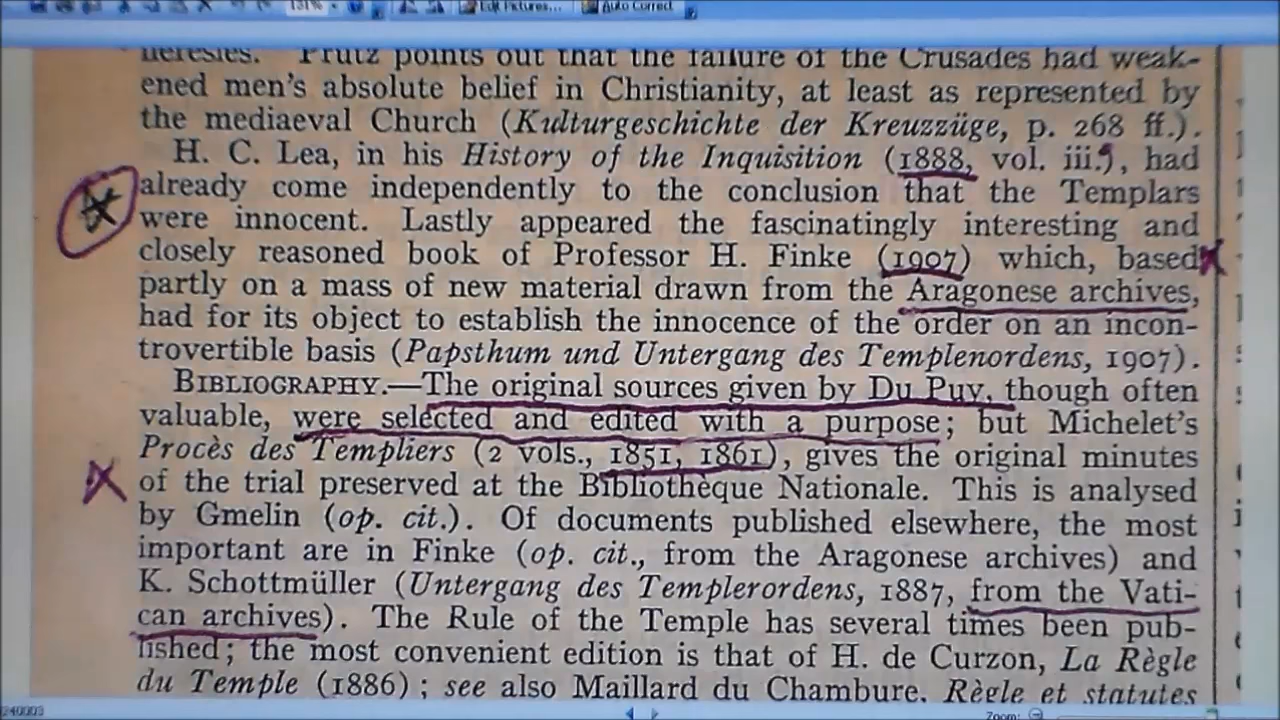 131%
Edit Pictures...
Auto Correct
heresies. Prutz points out that the failure of the Crusades had weak-
ened men's absolute belief in Christianity, at least as represented by
the mediaeval Church (Kulturgeschichte der Kreuzzüge, p. 268 ff.).
H. C. Lea, in his History of the Inquisition (1888, vol. iii.), had
already come independently to the conclusion that the Templars
were innocent. Lastly appeared the fascinatingly interesting and
closely reasoned book of Professor H. Finke (1907) which, based
partly on a mass of new material drawn from the Aragonese archives,
had for its object to establish the innocence of the order on an incon-
trovertible basis (Papsthum und Untergang des Templenordens, 1907).
BIBLIOGRAPHY.—The original sources given by Du Puy, though often
valuable, were selected and edited with a purpose; but Michelet's
Procès des Templiers (2 vols., 1851, 1861), gives the original minutes
of the trial preserved at the Bibliothèque Nationale. This is analysed
by Gmelin (op. cit.). Of documents published elsewhere, the most
important are in Finke (op. cit., from the Aragonese archives) and
K. Schottmüller (Untergang des Templerordens, 1887, from the Vati-
can archives). The Rule of the Temple has several times been pub-
lished; the most convenient edition is that of H. de Curzon, La Règle
du Temple (1886); see also Maillard du Chambure, Règle et statutes
Zoom: